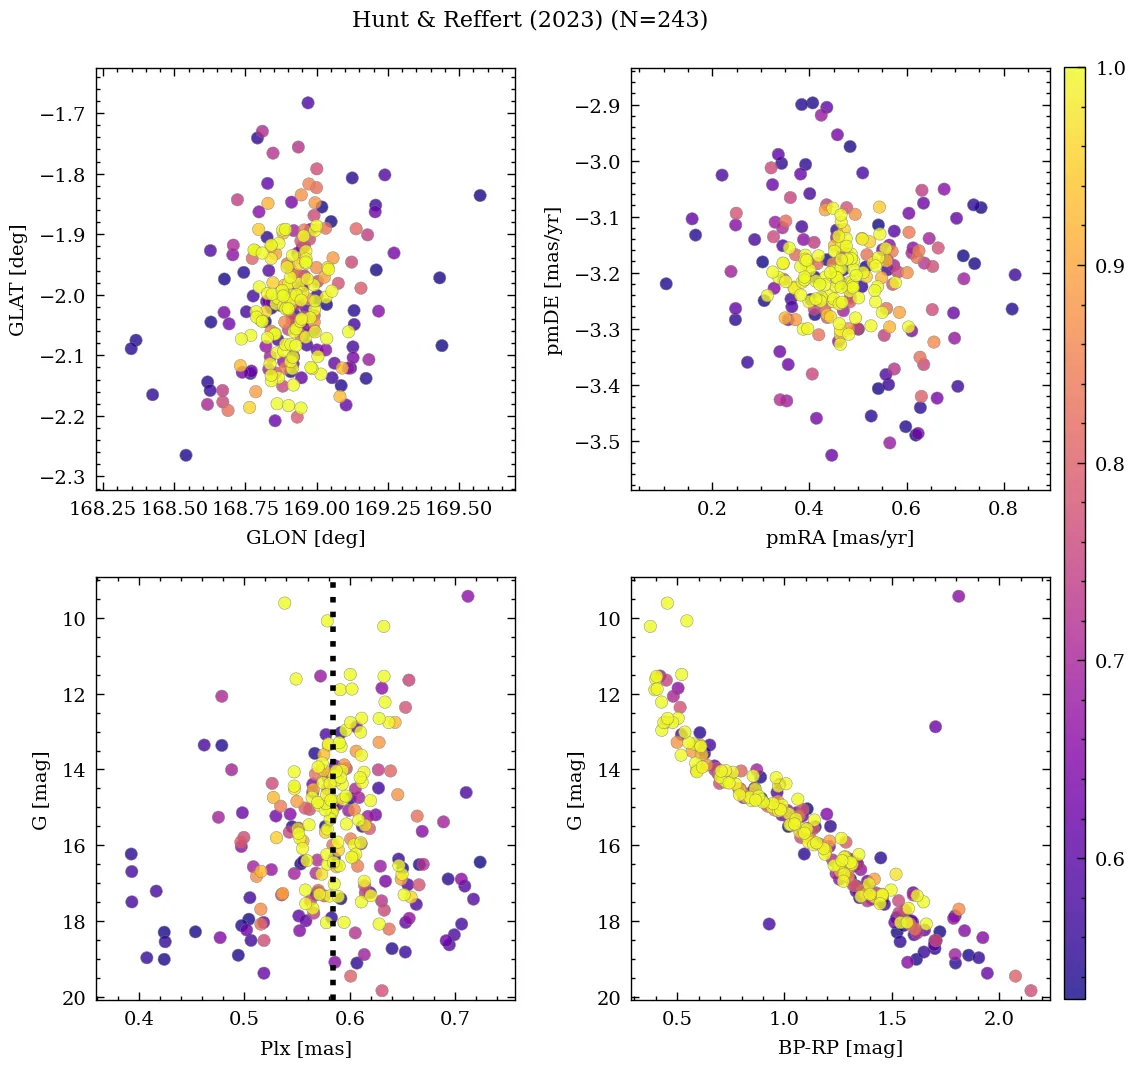 Hunt & Reffert (2023) (N=243)
−1.7
−1.8
−1.9
−2.0
−2.1
−2.2
−2.3
GLAT [deg]
168.25 168.50 168.75 169.00 169.25 169.50
GLON [deg]
−2.9
−3.0
−3.1
−3.2
−3.3
−3.4
−3.5
pmDE [mas/yr]
0.2 0.4 0.6 0.8
pmRA [mas/yr]
1.0
0.9
0.8
0.7
0.6
10
12
14
16
18
20
G [mag]
0.4 0.5 0.6 0.7
Plx [mas]
10
12
14
16
18
20
G [mag]
0.5 1.0 1.5 2.0
BP-RP [mag]